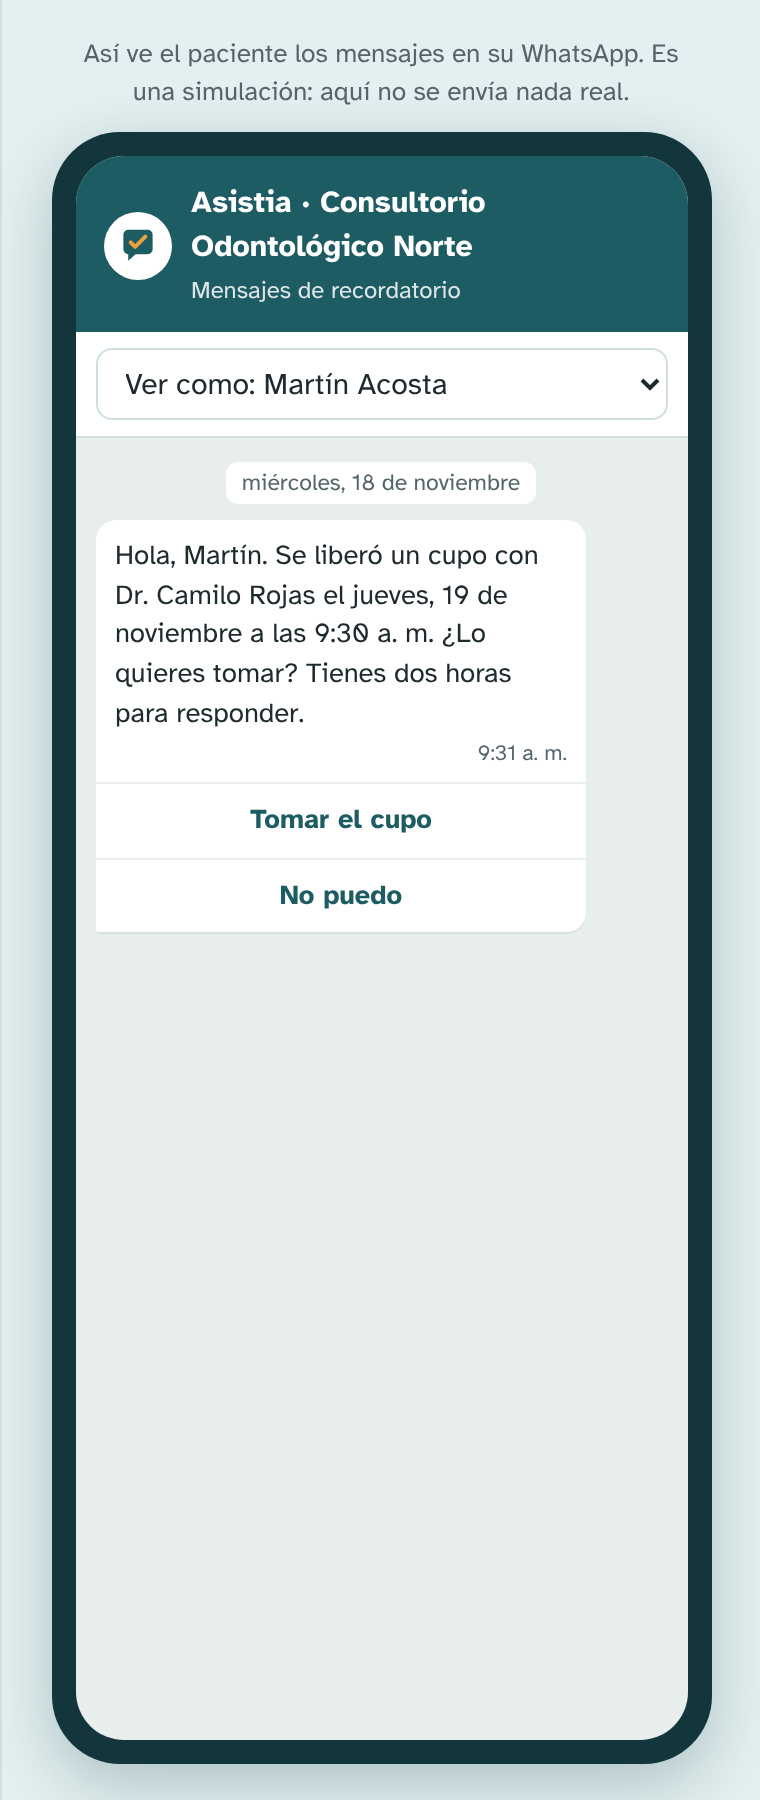 Así ve el paciente los mensajes en su WhatsApp. Es
una simulación: aquí no se envía nada real.
Asistia · Consultorio
Odontológico Norte
Mensajes de recordatorio
Ver como: Martín Acosta
miércoles, 18 de noviembre
Hola, Martín. Se liberó un cupo con
Dr. Camilo Rojas el jueves, 19 de
noviembre a las 9:30 a. m. ¿Lo
quieres tomar? Tienes dos horas
para responder.
9:31 a. m.
Tomar el cupo
No puedo